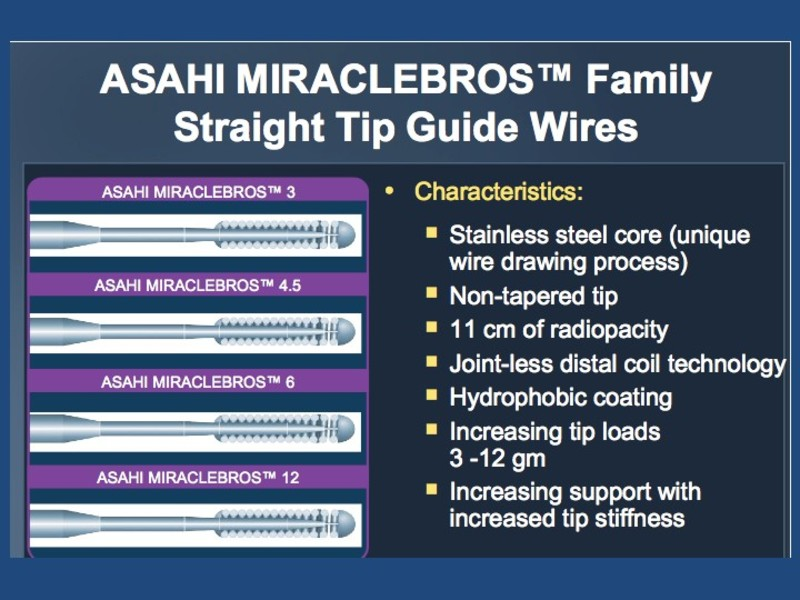 ASAHI MIRACLEBROS™ Family
Straight Tip Guide Wires
ASAHI MIRACLEBROS™ 3
ASAHI MIRACLEBROS™ 4.5
ASAHI MIRACLEBROS™ 6
ASAHI MIRACLEBROS™ 12
• Characteristics:
▪ Stainless steel core (unique
wire drawing process)
▪ Non-tapered tip
▪ 11 cm of radiopacity
▪ Joint-less distal coil technology
▪ Hydrophobic coating
▪ Increasing tip loads
3 -12 gm
▪ Increasing support with
increased tip stiffness